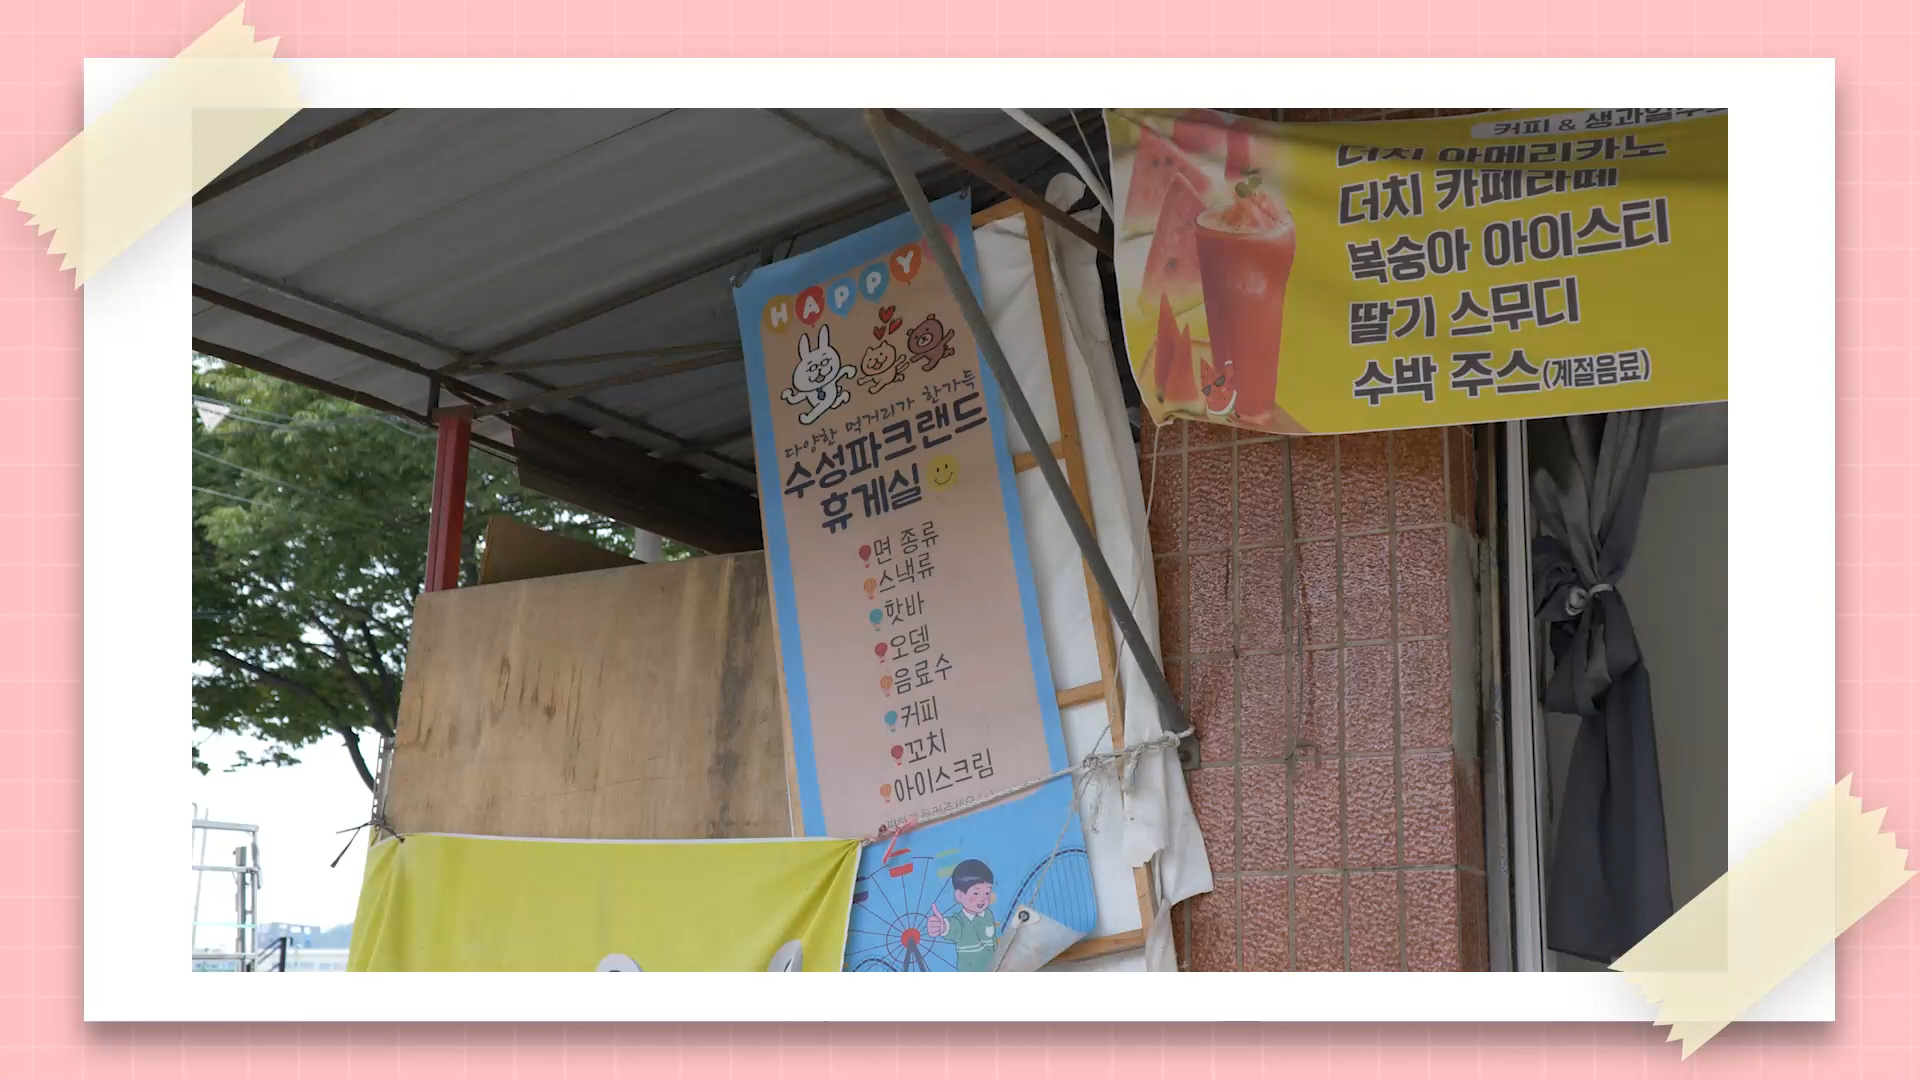 HAPPY
다양한 먹거리가 한가득
수성파크랜드
휴게실
면 종류
스낵류
핫바
오뎅
음료수
커피
꼬치
아이스크림
커피 & 생과일주스
더치 아메리카노
더치 카페라떼
복숭아 아이스티
딸기 스무디
수박 주스(계절음료)